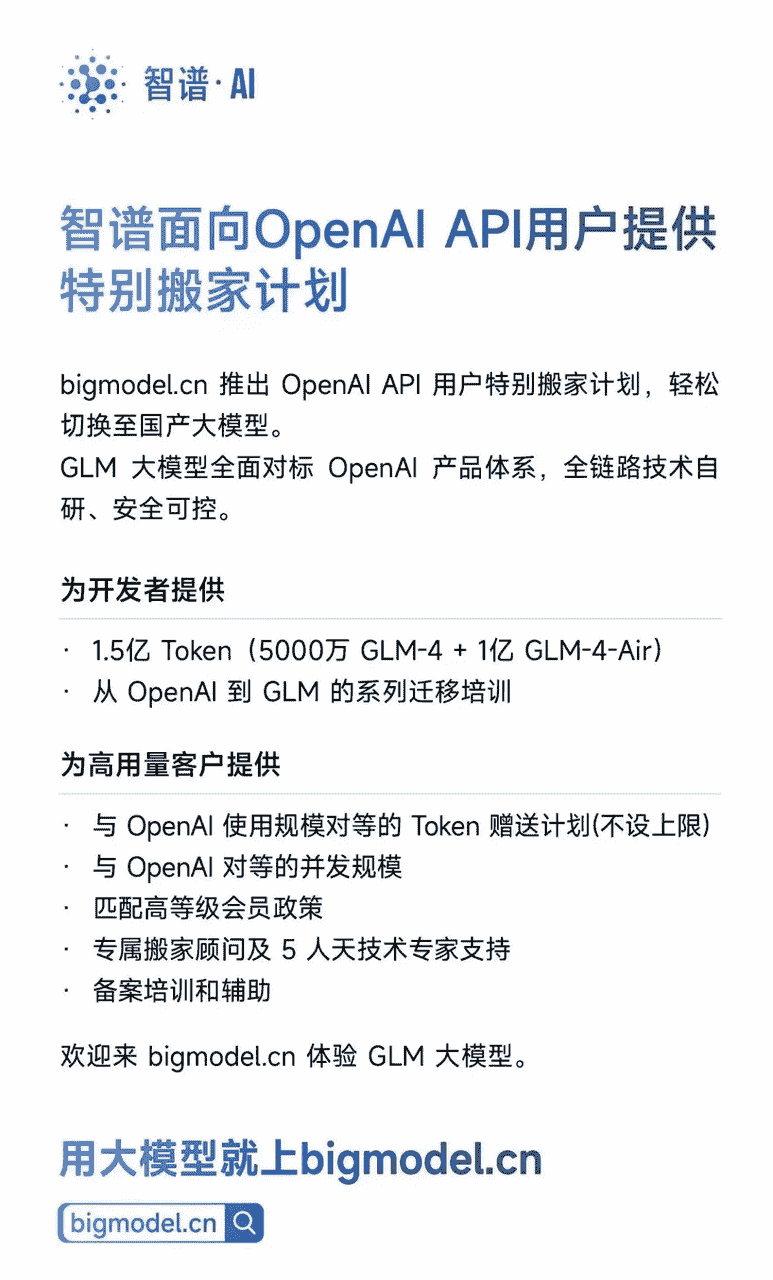 智谱·AI
智谱面向OpenAI API用户提供
特别搬家计划
bigmodel.cn 推出 OpenAI API 用户特别搬家计划，轻松
切换至国产大模型。
GLM 大模型全面对标 OpenAI 产品体系，全链路技术自
研、安全可控。
为开发者提供
· 1.5亿 Token（5000万 GLM-4 + 1亿 GLM-4-Air）
· 从 OpenAI 到 GLM 的系列迁移培训
为高用量客户提供
· 与 OpenAI 使用规模对等的 Token 赠送计划(不设上限)
· 与 OpenAI 对等的并发规模
· 匹配高等级会员政策
· 专属搬家顾问及 5 人天技术专家支持
· 备案培训和辅助
欢迎来 bigmodel.cn 体验 GLM 大模型。
用大模型就上bigmodel.cn
bigmodel.cn